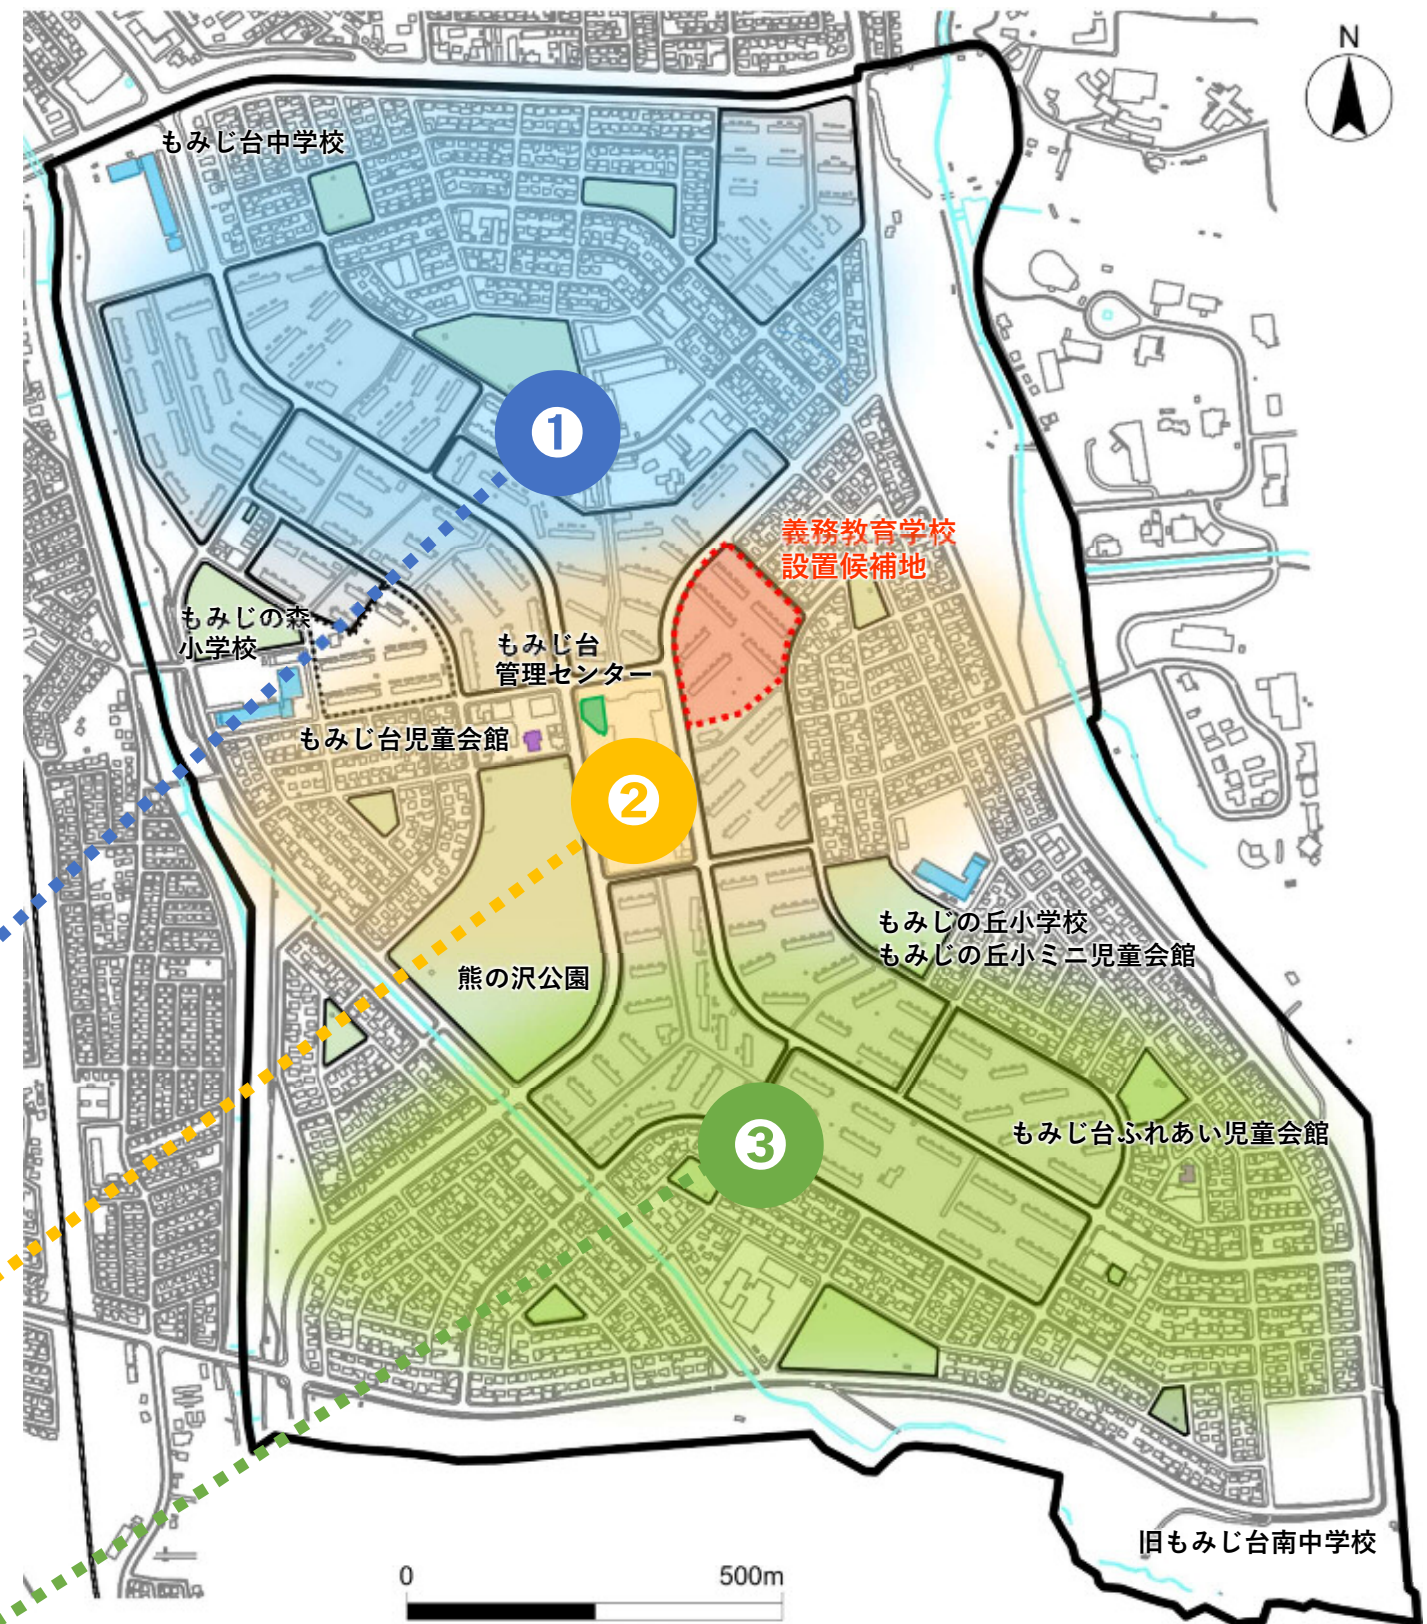 N
もみじ台中学校
❶
義務教育学校
設置候補地
もみじの森
小学校
もみじ台
管理センター
もみじ台児童会館
❷
もみじの丘小学校
もみじの丘小ミニ児童会館
熊の沢公園
もみじ台ふれあい児童会館
❸
旧もみじ台南中学校
0 500m